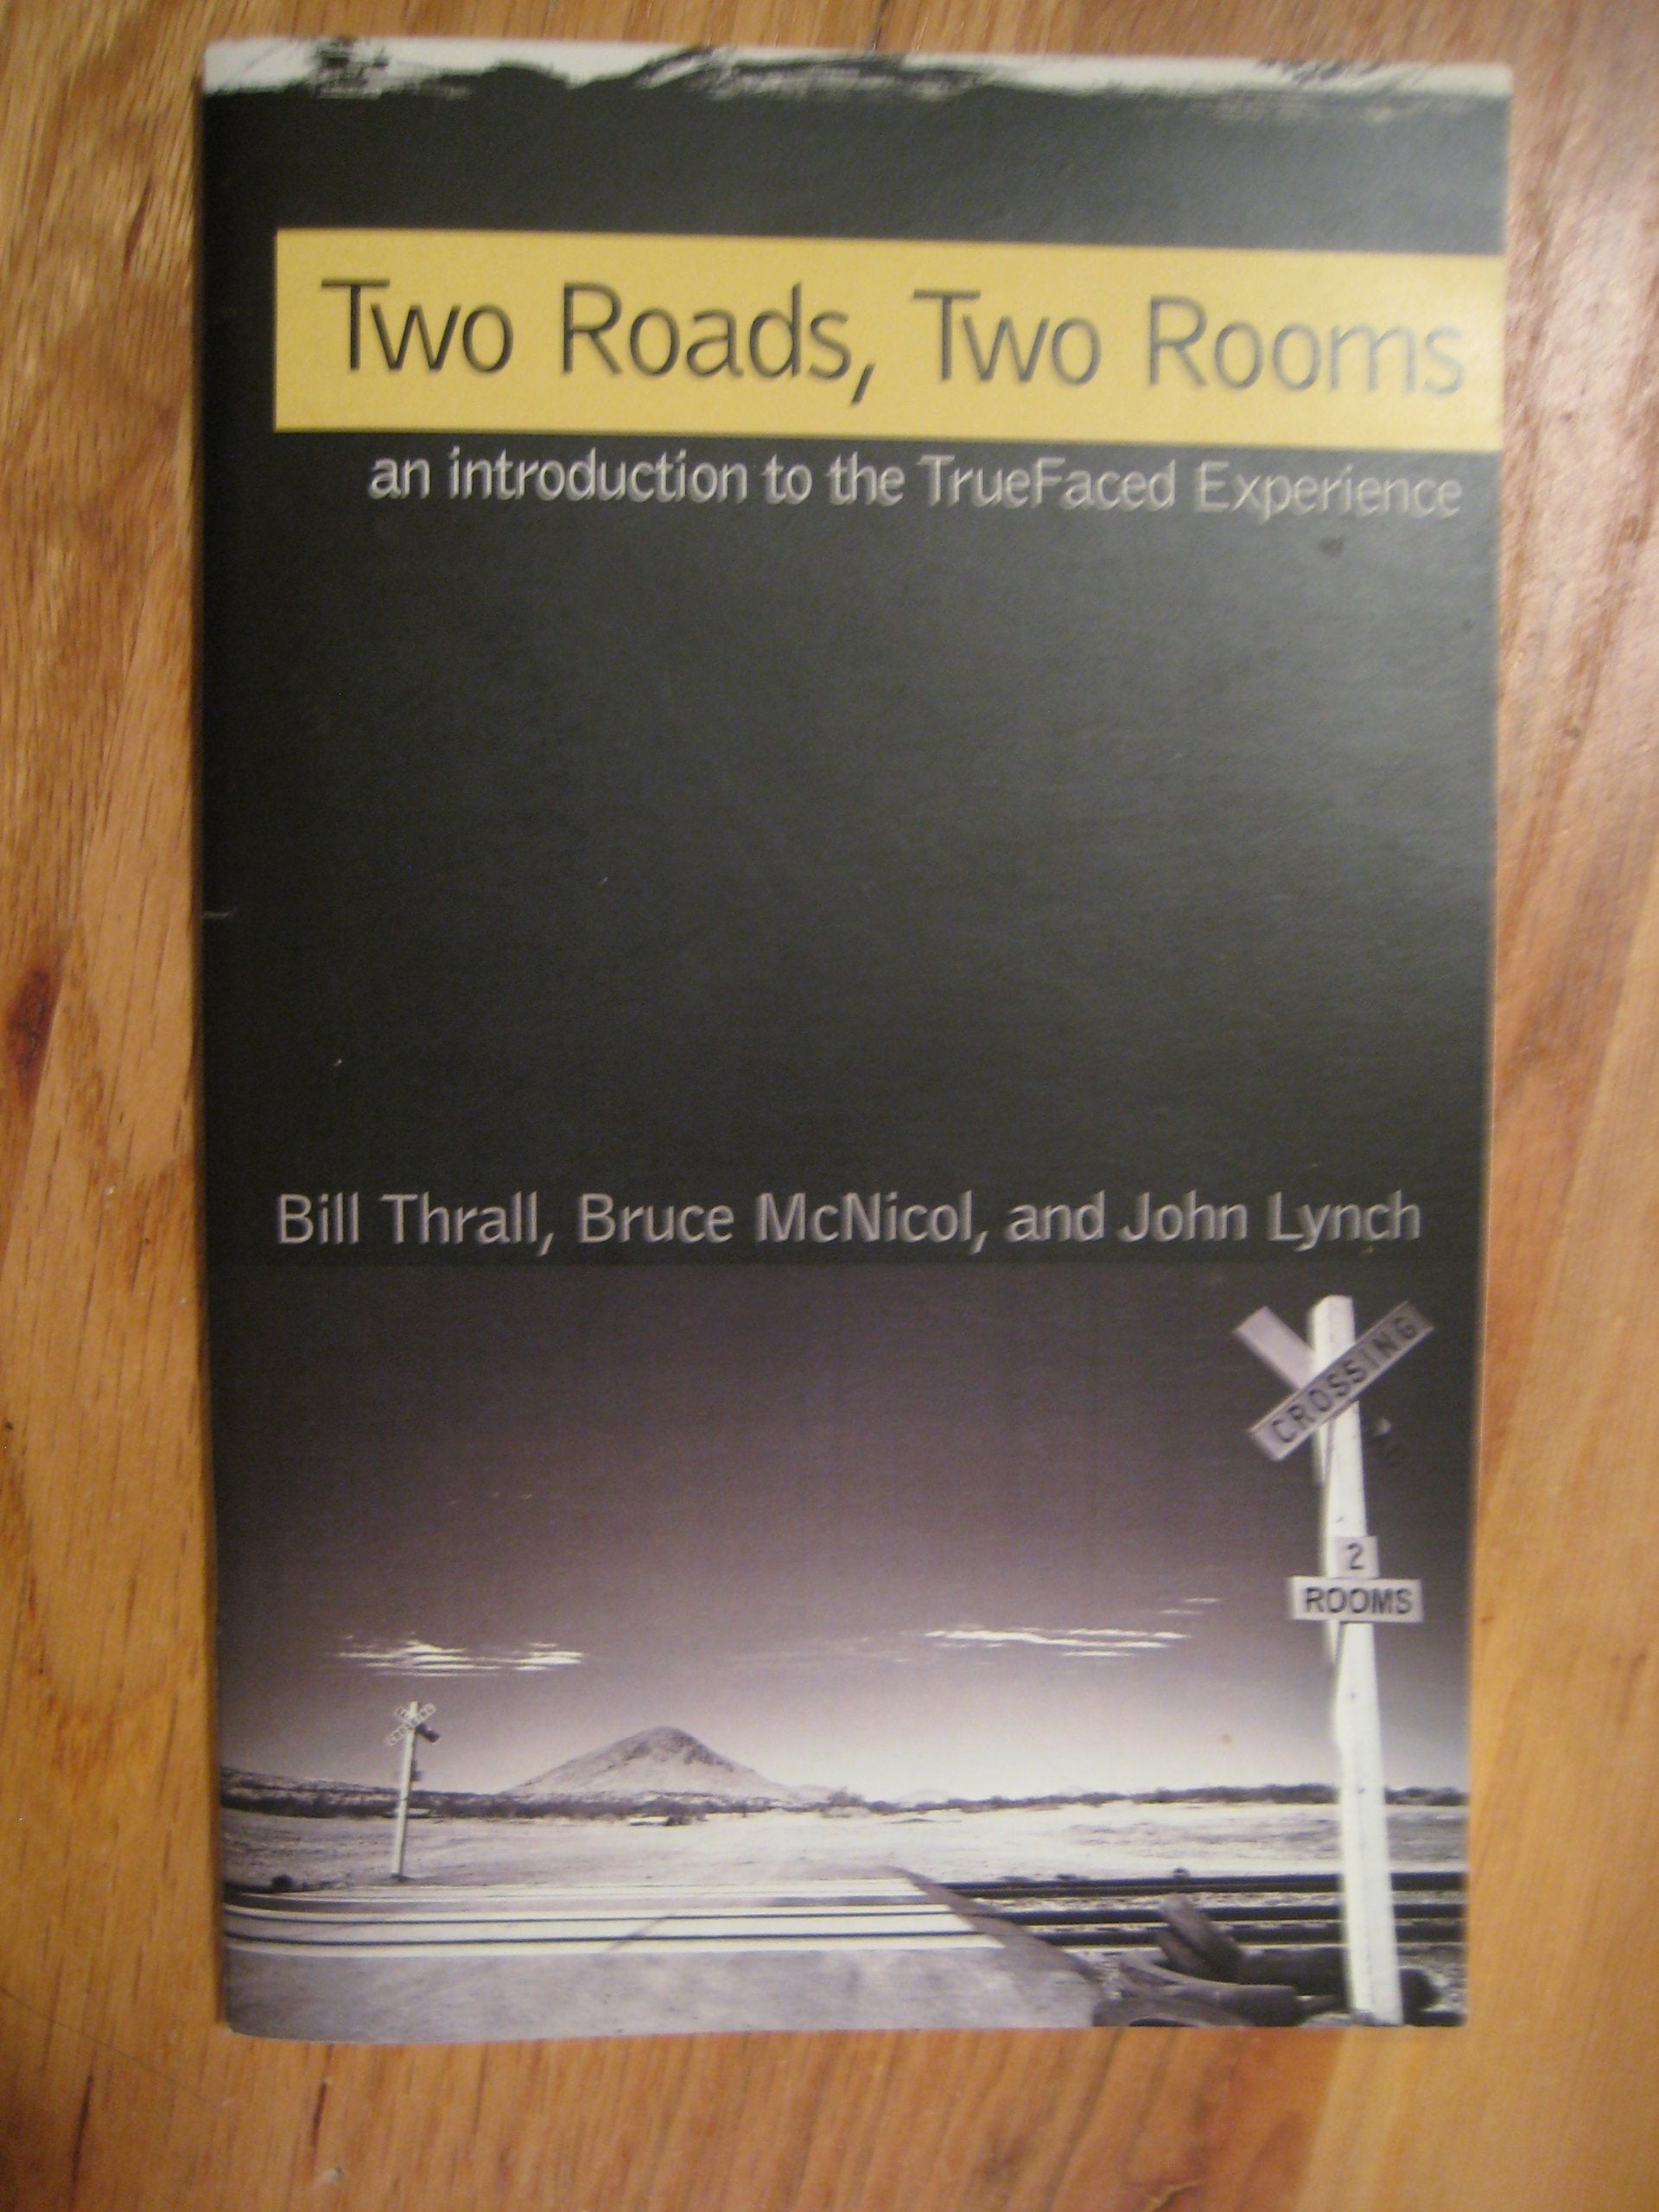 Two Roads, Two Rooms
an introduction to the TrueFaced Experience
Bill Thrall, Bruce McNicol, and John Lynch
CROSSING
2
ROOMS